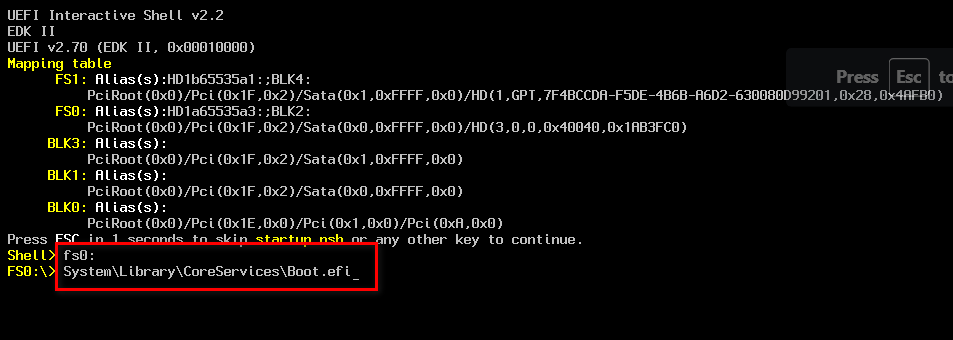 UEFI Interactive Shell v2.2
EDK II
UEFI v2.70 (EDK II, 0x00010000)
Mapping table
FS1: Alias(s):HD1b65535a1:;BLK4:
PciRoot(0x0)/Pci(0x1F,0x2)/Sata(0x1,0xFFFF,0x0)/HD(1,GPT,7F4BCCDA-F5DE-4B6B-A6D2-630080D99201,0x28,0x4AFB0)
FS0: Alias(s):HD1a65535a3:;BLK2:
PciRoot(0x0)/Pci(0x1F,0x2)/Sata(0x0,0xFFFF,0x0)/HD(3,0,0,0x40040,0x1AB3FC0)
BLK3: Alias(s):
PciRoot(0x0)/Pci(0x1F,0x2)/Sata(0x1,0xFFFF,0x0)
BLK1: Alias(s):
PciRoot(0x0)/Pci(0x1F,0x2)/Sata(0x0,0xFFFF,0x0)
BLK0: Alias(s):
PciRoot(0x0)/Pci(0x1E,0x0)/Pci(0x1,0x0)/Pci(0xA,0x0)
Press ESC in 1 seconds to skip startup.nsh or any other key to continue.
Shell> fs0:
FS0:\> System\Library\CoreServices\Boot.efi_
Press Esc to